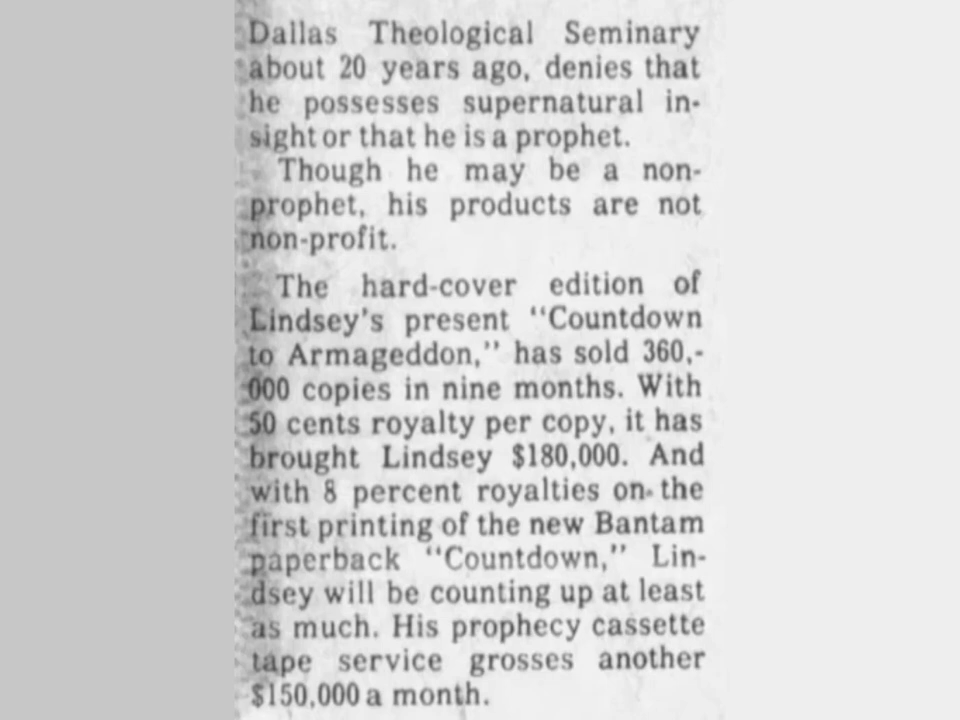 Dallas Theological Seminary
about 20 years ago, denies that
he possesses supernatural in-
sight or that he is a prophet.
Though he may be a non-
prophet, his products are not
non-profit.
The hard-cover edition of
Lindsey's present "Countdown
to Armageddon," has sold 360,-
000 copies in nine months. With
50 cents royalty per copy, it has
brought Lindsey $180,000. And
with 8 percent royalties on the
first printing of the new Bantam
paperback "Countdown," Lin-
dsey will be counting up at least
as much. His prophecy cassette
tape service grosses another
$150,000 a month.